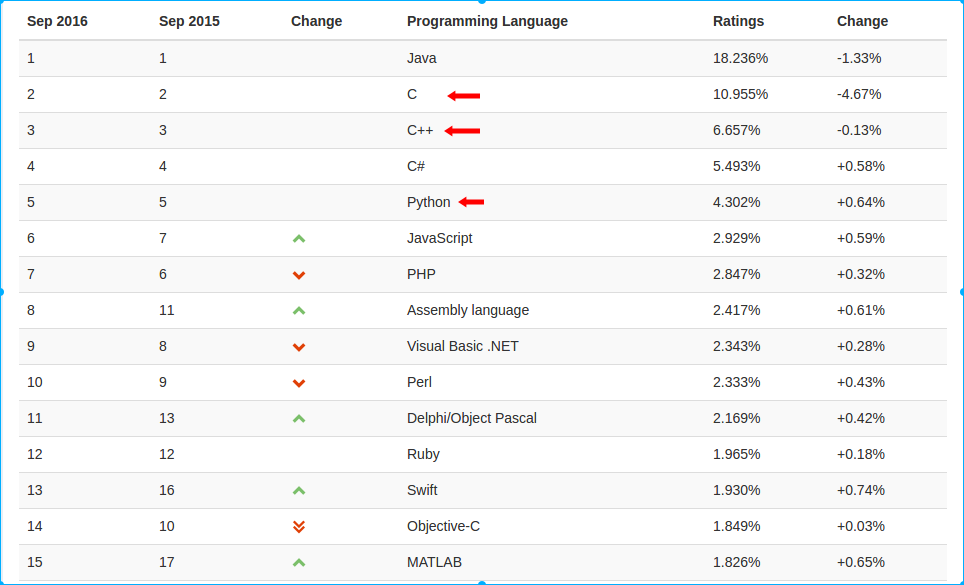 Sep 2016 Sep 2015 Change Programming Language Ratings Change
1 1 Java 18.236% -1.33%
2 2 C 10.955% -4.67%
3 3 C++ 6.657% -0.13%
4 4 C# 5.493% +0.58%
5 5 Python 4.302% +0.64%
6 7 JavaScript 2.929% +0.59%
7 6 PHP 2.847% +0.32%
8 11 Assembly language 2.417% +0.61%
9 8 Visual Basic .NET 2.343% +0.28%
10 9 Perl 2.333% +0.43%
11 13 Delphi/Object Pascal 2.169% +0.42%
12 12 Ruby 1.965% +0.18%
13 16 Swift 1.930% +0.74%
14 10 Objective-C 1.849% +0.03%
15 17 MATLAB 1.826% +0.65%